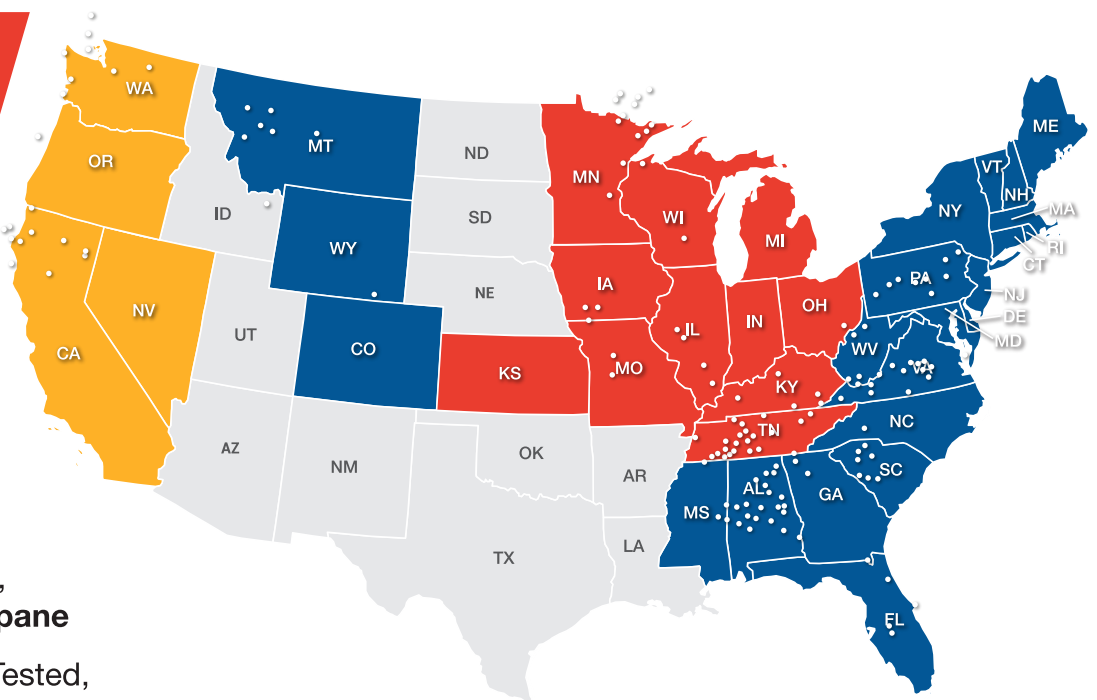 WA
ME
MT
OR
ND
VT
MN
NH
NY
MA
ID
SD
WI
MI
RI
WY
CT
PA
IA
NE
NJ
NV
OH
DE
IN
IL
UT
MD
CO
WV
CA
MO
VA
KS
KY
NC
TN
AZ
OK
NM
SC
AR
AL
GA
MS
LA
TX
,
pane
FL
Tested,